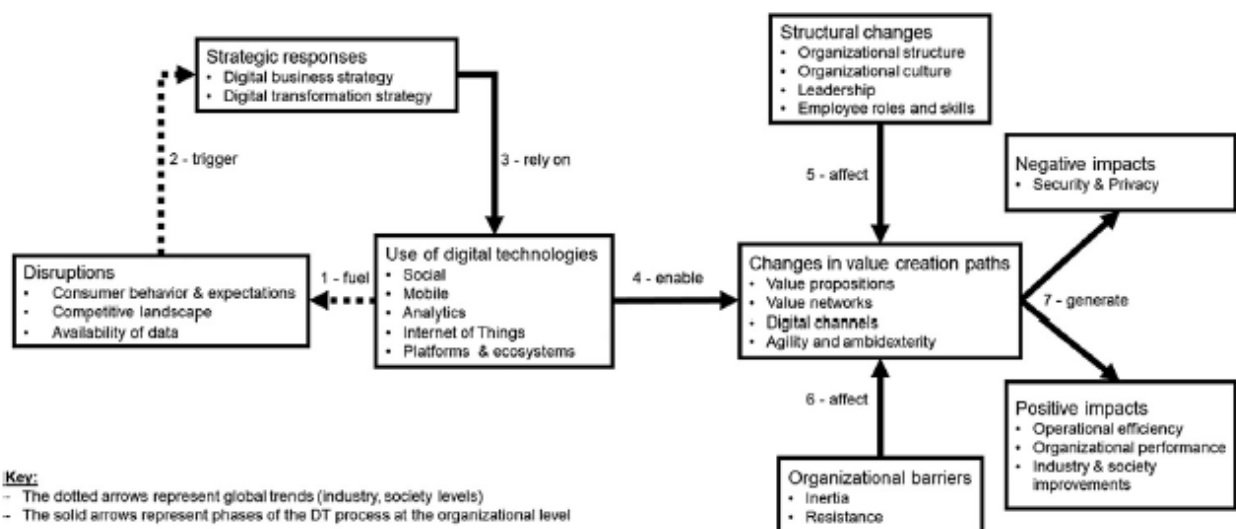 Strategic responses
• Digital business strategy
• Digital transformation strategy
2 - trigger
3 - rely on
Disruptions
• Consumer behavior & expectations
• Competitive landscape
• Availability of data
1 - fuel
Use of digital technologies
• Social
• Mobile
• Analytics
• Internet of Things
• Platforms & ecosystems
4 - enable
Structural changes
• Organizational structure
• Organizational culture
• Leadership
• Employee roles and skills
5 - affect
Changes in value creation paths
• Value propositions
• Value networks
• Digital channels
• Agility and ambidexterity
6 - affect
Organizational barriers
• Inertia
• Resistance
Negative impacts
• Security & Privacy
7 - generate
Positive impacts
• Operational efficiency
• Organizational performance
• Industry & society
improvements
Key:
- The dotted arrows represent global trends (industry, society levels)
- The solid arrows represent phases of the DT process at the organizational level